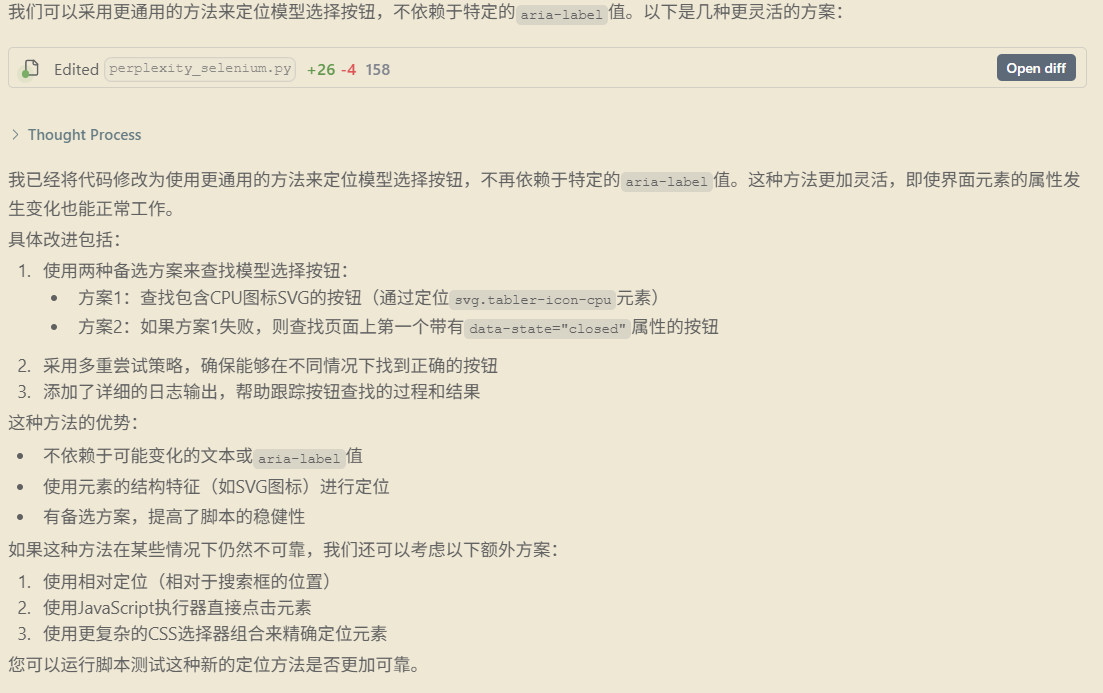 我们可以采用更通用的方法来定位模型选择按钮，不依赖于特定的aria-label值。以下是几种更灵活的方案：
Edited perplexity_selenium.py +26 -4 158 Open diff
Thought Process
我已经将代码修改为使用更通用的方法来定位模型选择按钮，不再依赖于特定的aria-label值。这种方法更加灵活，即使界面元素的属性发
生变化也能正常工作。
具体改进包括：
1. 使用两种备选方案来查找模型选择按钮：
• 方案1：查找包含CPU图标SVG的按钮（通过定位svg.tabler-icon-cpu元素）
• 方案2：如果方案1失败，则查找页面上第一个带有data-state="closed"属性的按钮
2. 采用多重尝试策略，确保能够在不同情况下找到正确的按钮
3. 添加了详细的日志输出，帮助跟踪按钮查找的过程和结果
这种方法的优势：
• 不依赖于可能变化的文本或aria-label值
• 使用元素的结构特征（如SVG图标）进行定位
• 有备选方案，提高了脚本的稳健性
如果这种方法在某些情况下仍然不可靠，我们还可以考虑以下额外方案：
1. 使用相对定位（相对于搜索框的位置）
2. 使用JavaScript执行器直接点击元素
3. 使用更复杂的CSS选择器组合来精确定位元素
您可以运行脚本测试这种新的定位方法是否更加可靠。